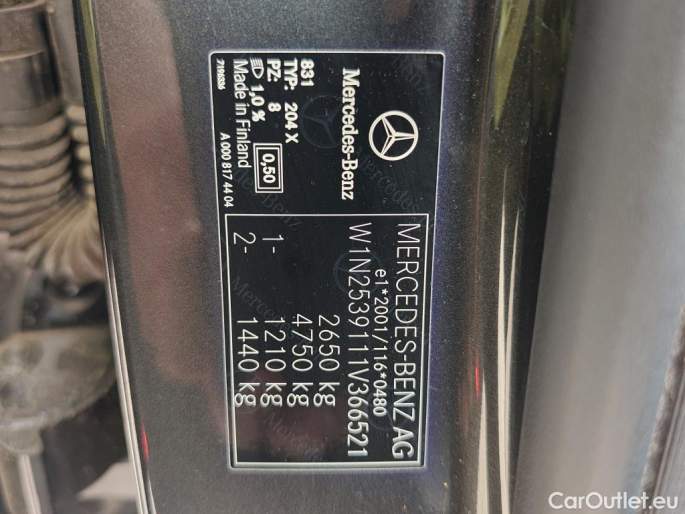 Mercedes-Benz
831
TYP: 204 X
PZ: 8
1,0 %
Made in Finland
7196336
0,50
A 000 817 44 04
MERCEDES-BENZ AG
e1*2001/116*0480
W1N2539111V366521
2650 kg
4750 kg
1- 1210 kg
2- 1440 kg
CarOutlet.eu